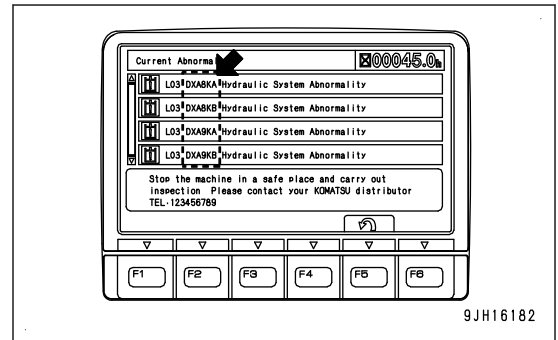 Current Abnorma
00045.0h
L03 DXA8KA Hydraulic System Abnormality
L03 DXA8KB Hydraulic System Abnormality
L03 DXA9KA Hydraulic System Abnormality
L03 DXA9KB Hydraulic System Abnormality
Stop the machine in a safe place and carry out
inspection Please contact your KOMATSU distributor
TEL·123456789
F1 F2 F3 F4 F5 F6
9JH16182